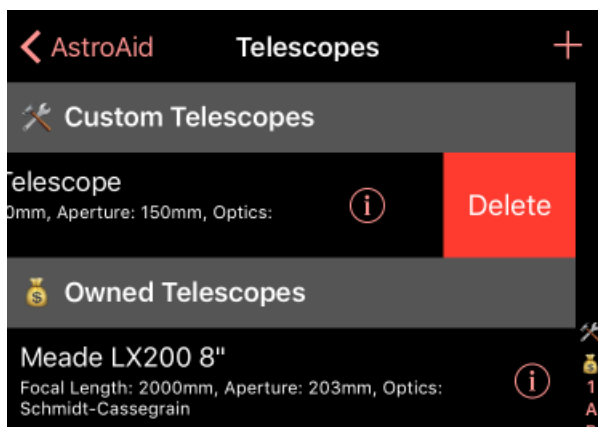 AstroAid
Telescopes
Custom Telescopes
Telescope
0mm, Aperture: 150mm, Optics:
Delete
Owned Telescopes
Meade LX200 8"
Focal Length: 2000mm, Aperture: 203mm, Optics:
Schmidt-Cassegrain
1
A